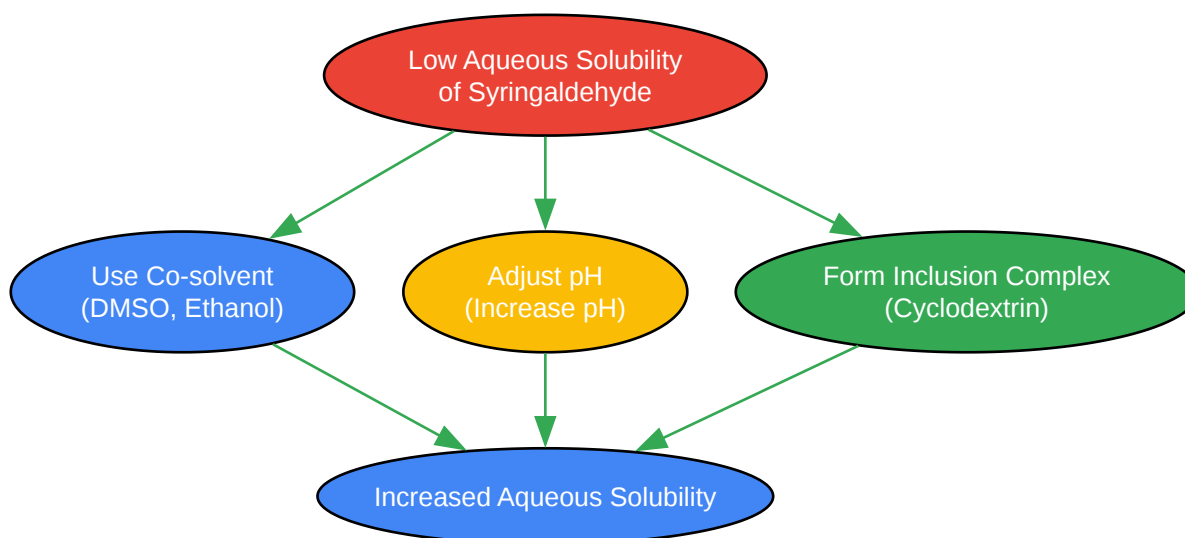 Low Aqueous Solubility
of Syringaldehyde
Use Co-solvent
(DMSO, Ethanol)
Adjust pH
(Increase pH)
Form Inclusion Complex
(Cyclodextrin)
Increased Aqueous Solubility